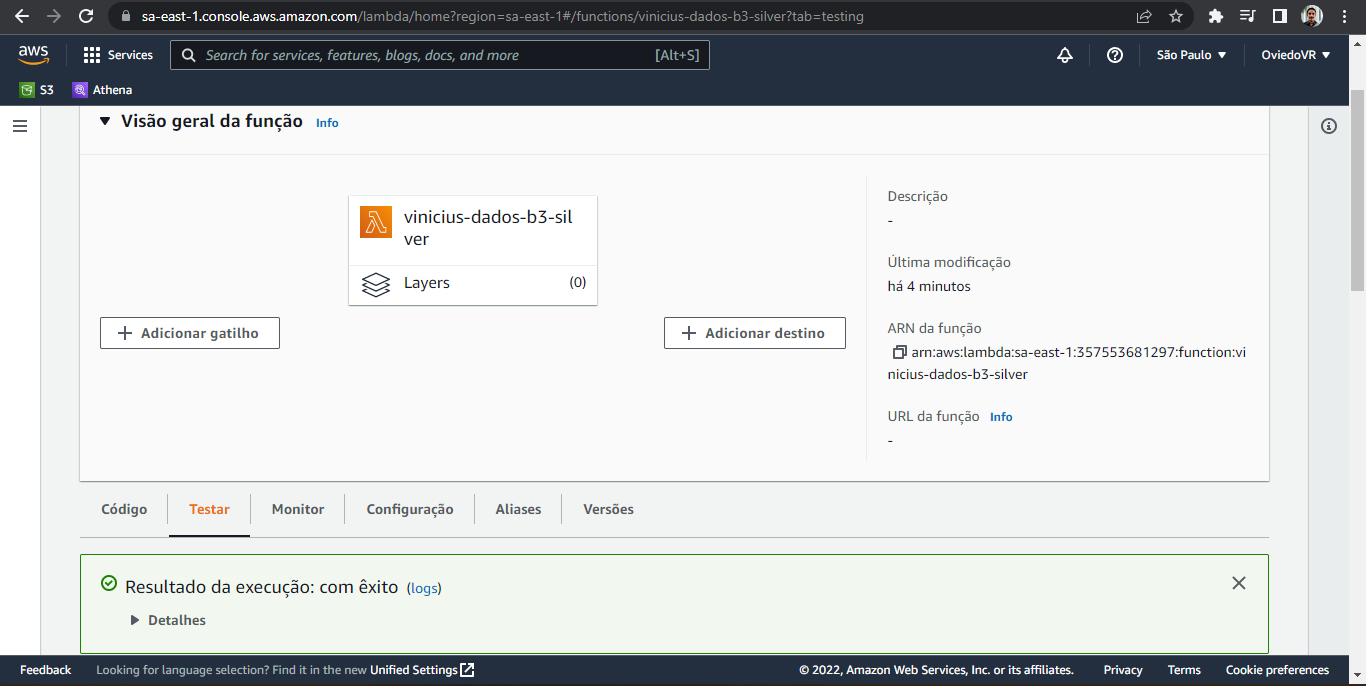 sa-east-1.console.aws.amazon.com/lambda/home?region=sa-east-1#/functions/vinicius-dados-b3-silver?tab=testing
aws
Services
Search for services, features, blogs, docs, and more
[Alt+S]
São Paulo ▼
OviedoVR ▼
S3
Athena
▼ Visão geral da função Info
vinicius-dados-b3-sil
ver
Layers
(0)
+ Adicionar gatilho
+ Adicionar destino
Descrição
-
Última modificação
há 4 minutos
ARN da função
arn:aws:lambda:sa-east-1:357553681297:function:vi
nicius-dados-b3-silver
URL da função Info
-
Código
Testar
Monitor
Configuração
Aliases
Versões
Resultado da execução: com êxito (logs)
▶ Detalhes
Feedback
Looking for language selection? Find it in the new Unified Settings
© 2022, Amazon Web Services, Inc. or its affiliates.
Privacy
Terms
Cookie preferences